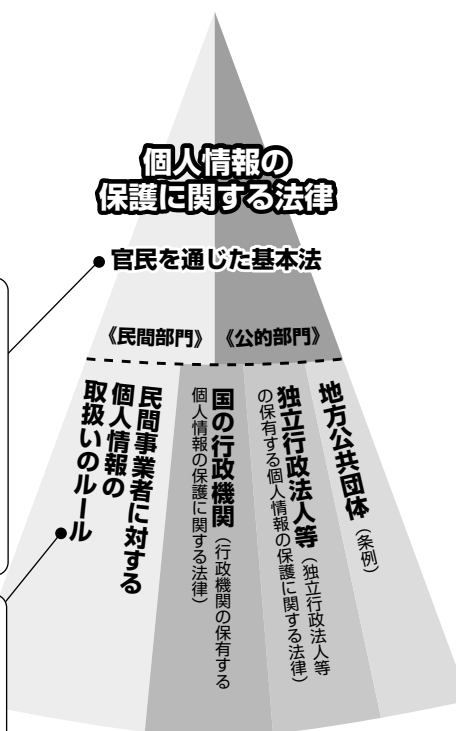 個人情報の
保護に関する法律
●官民を通じた基本法
《民間部門》《公的部門》
民間事業者に対する
個人情報の
取扱いのルール
国の行政機関（行政機関の保有する
個人情報の保護に関する法律）
独立行政法人等（独立行政法人等
の保有する個人情報の保護に関する法律）
地方公共団体（条例）